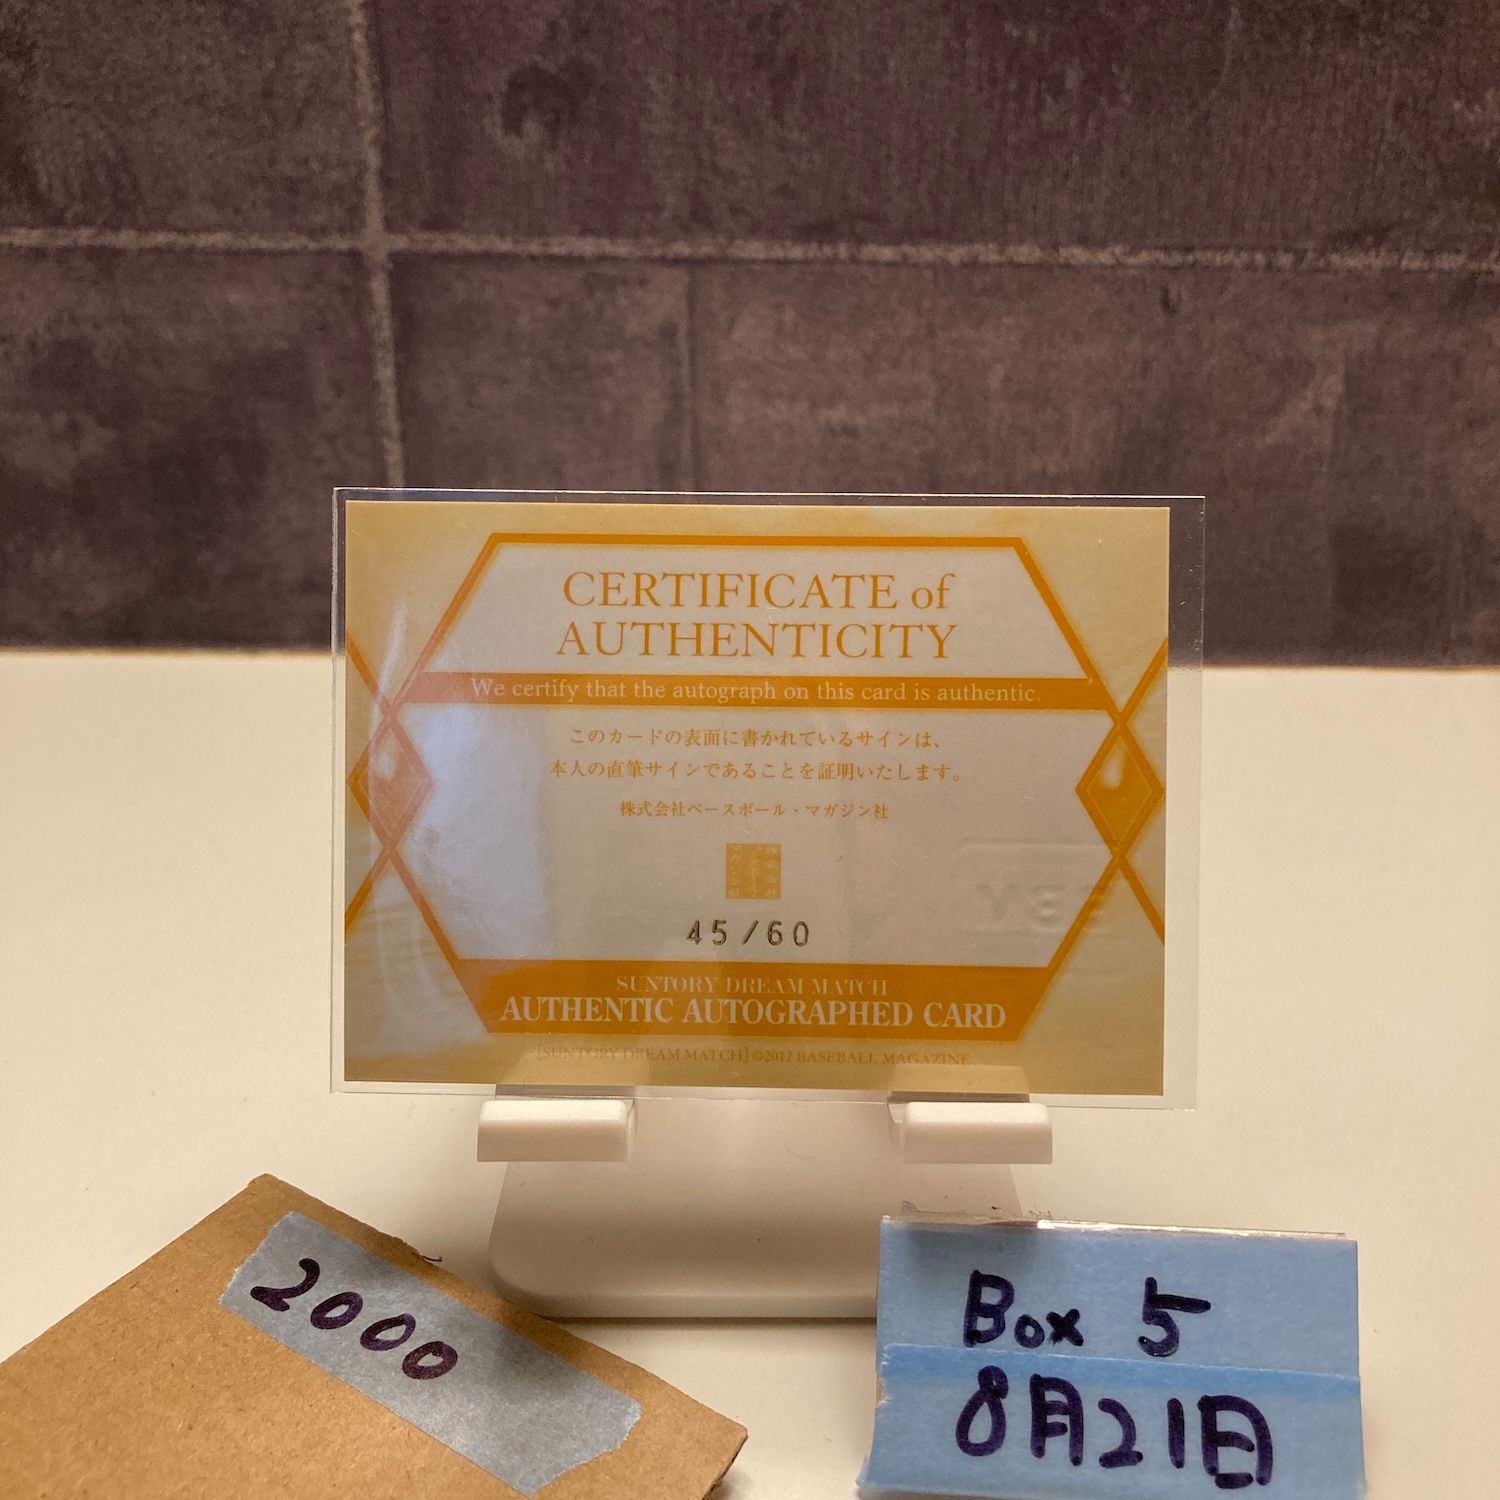 CERTIFICATE of
AUTHENTICITY
We certify that the autograph on this card is authentic.
このカードの表面に書かれているサインは、
本人の直筆サインであることを証明いたします。
株式会社ベースボール・マガジン社
45/60
SUNTORY DREAM MATCH
AUTHENTIC AUTOGRAPHED CARD
[SUNTORY DREAM MATCH] ©2012 BASEBALL MAGAZINE
2000
Box 5
8月21日